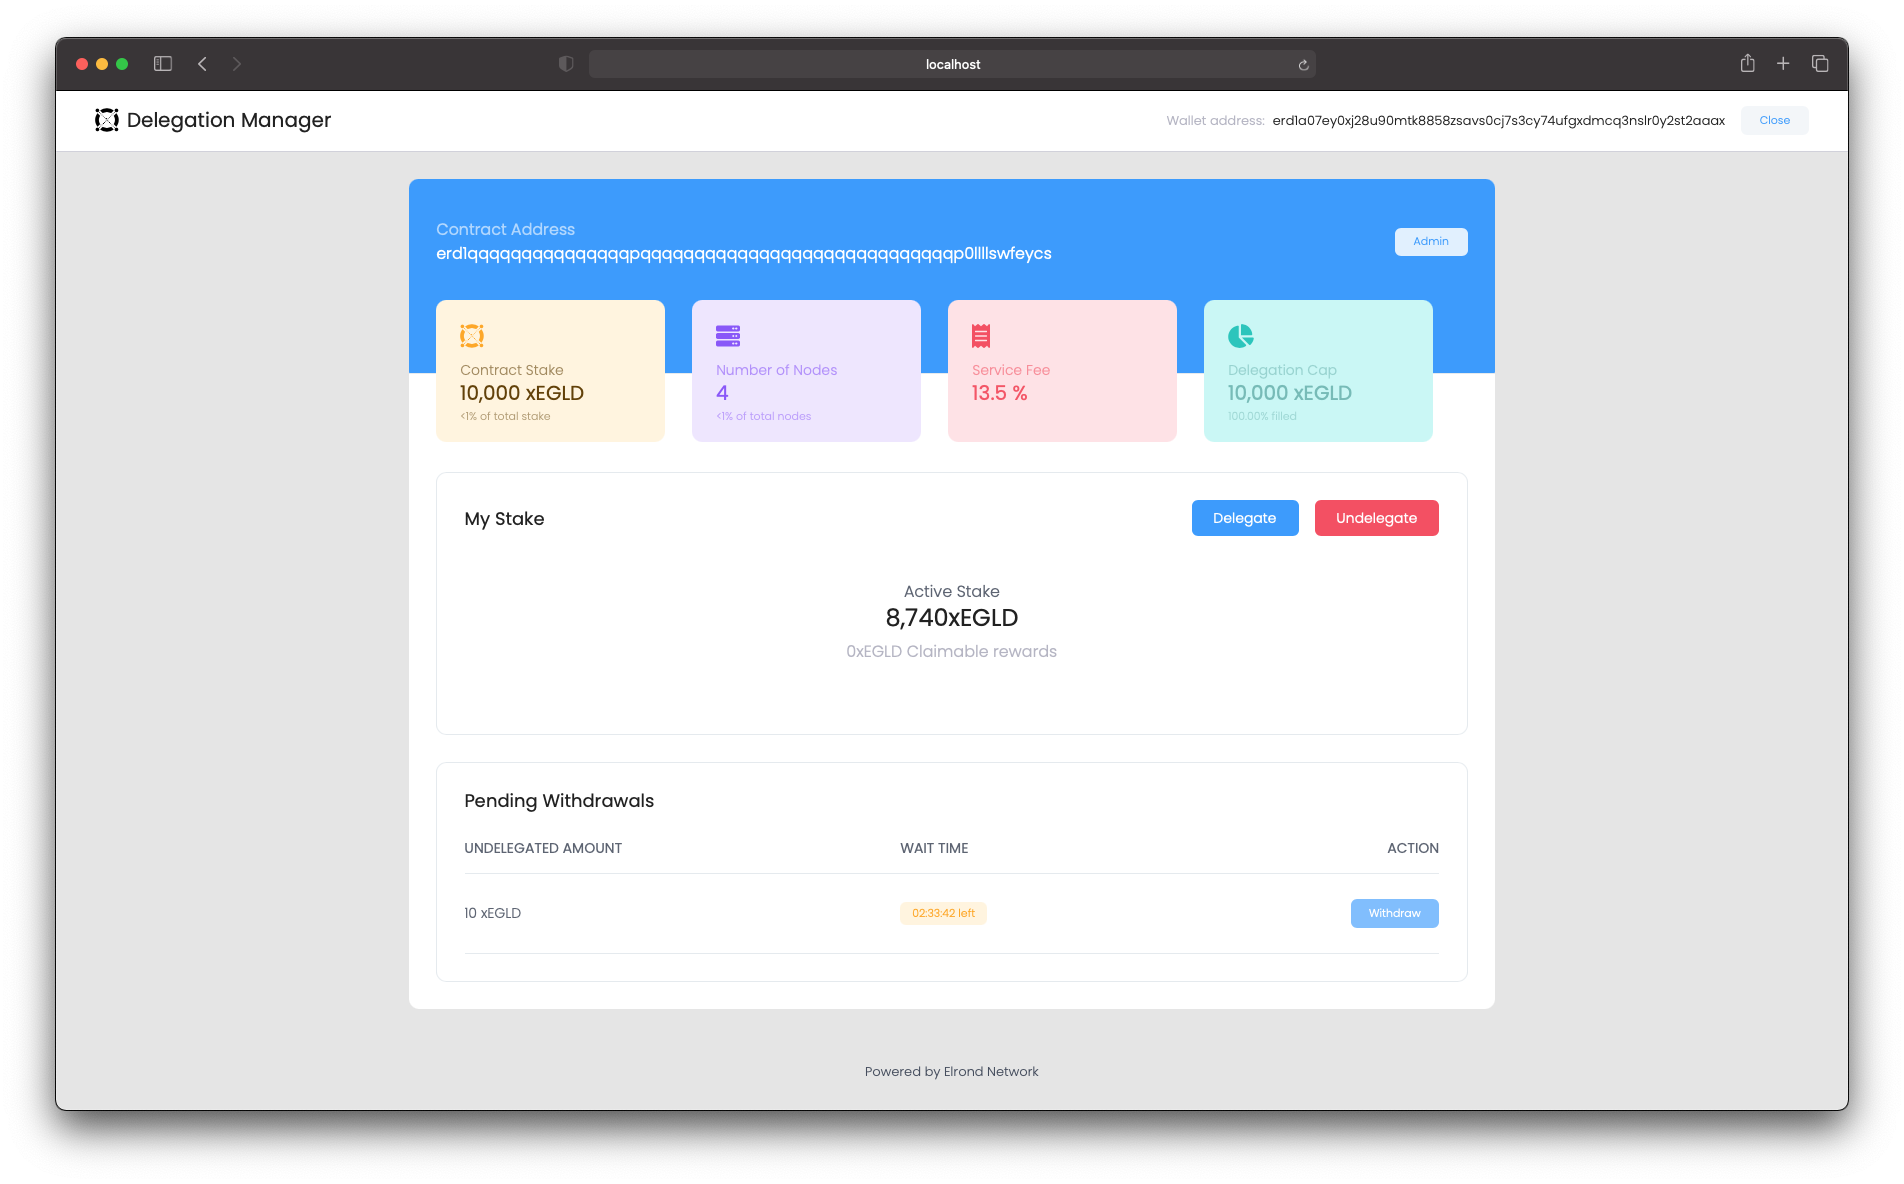 localhost
Delegation Manager
Wallet address: erd1a07ey0xj28u90mtk8858zsavs0cj7s3cy74ufgxdmcq3nslr0y2st2aaax
Close
Contract Address
erd1qqqqqqqqqqqqqqqpqqqqqqqqqqqqqqqqqqqqqqqqqqqqqp0llllswfeycs
Admin
Contract Stake
10,000 xEGLD
<1% of total stake
Number of Nodes
4
<1% of total nodes
Service Fee
13.5 %
Delegation Cap
10,000 xEGLD
100.00% filled
My Stake
Delegate
Undelegate
Active Stake
8,740xEGLD
0xEGLD Claimable rewards
Pending Withdrawals
UNDELEGATED AMOUNT WAIT TIME ACTION
10 xEGLD 02:33:42 left Withdraw
Powered by Elrond Network